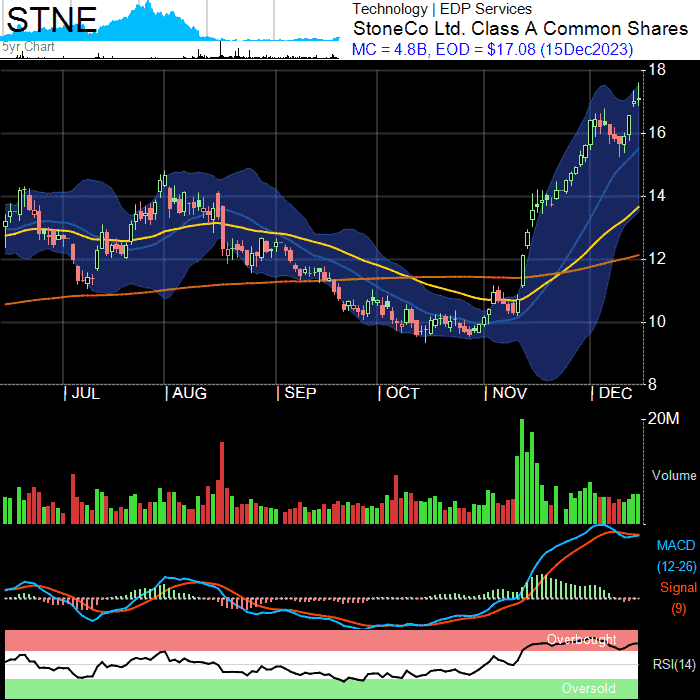 STNE
5yr Chart
Technology | EDP Services
StoneCo Ltd. Class A Common Shares
MC = 4.8B, EOD = $17.08 (15Dec2023)
18
16
14
12
10
8
| JUL | AUG | SEP | OCT | NOV | DEC
20M
Volume
MACD
(12-26)
Signal
(9)
Overbought
RSI(14)
Oversold